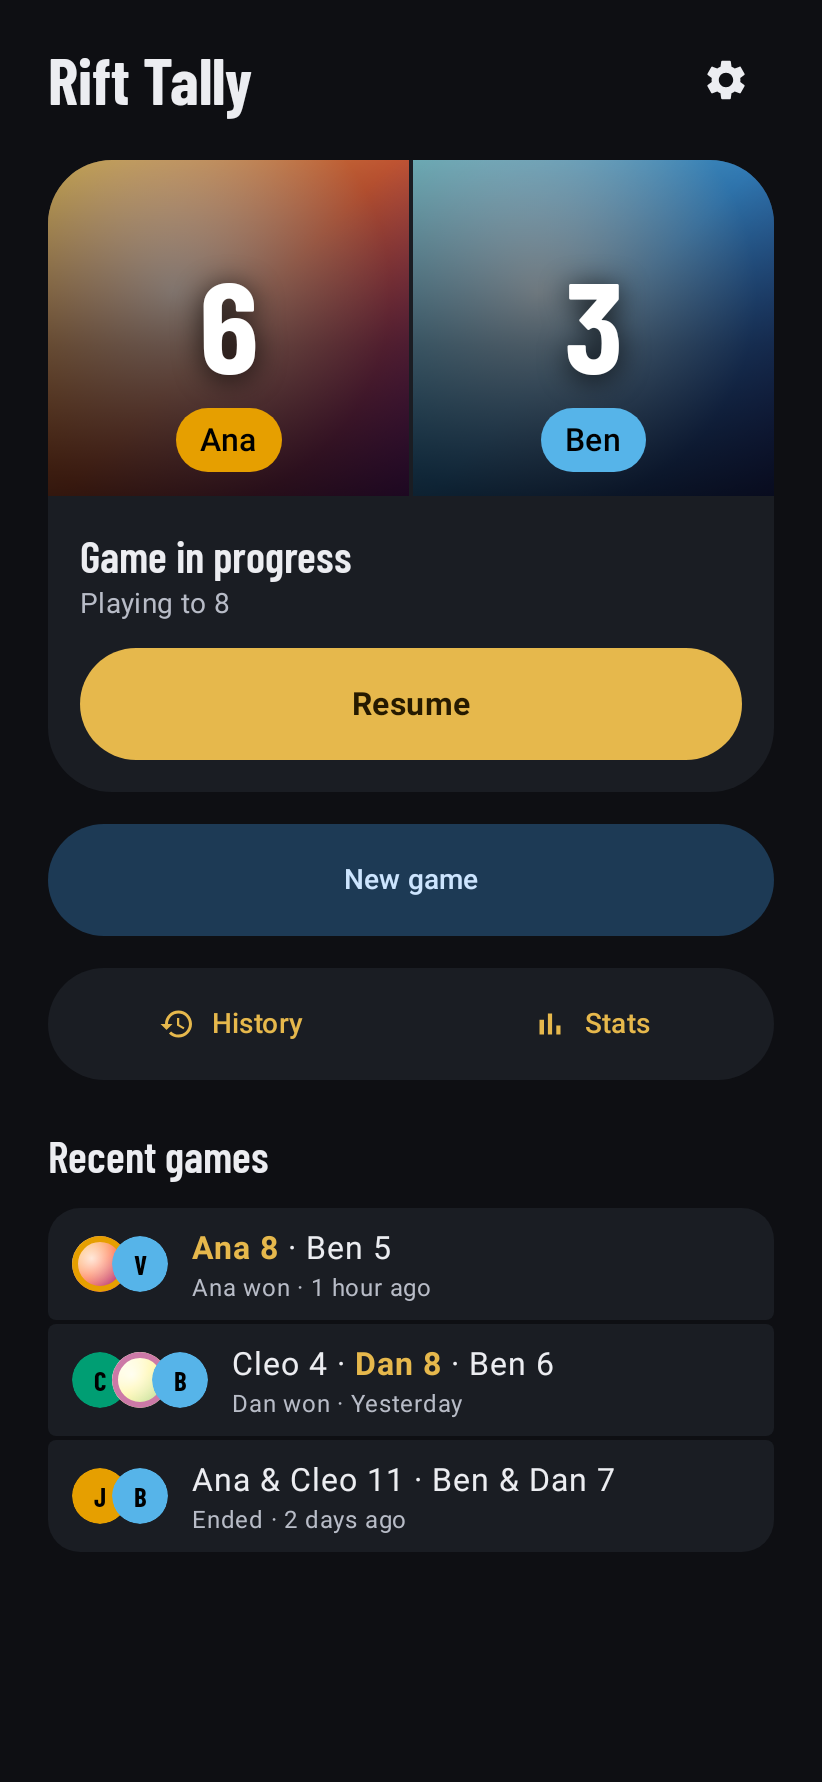 Rift Tally
6
3
Ana
Ben
Game in progress
Playing to 8
Resume
New game
History
Stats
Recent games
V
Ana 8 · Ben 5
Ana won · 1 hour ago
C
B
Cleo 4 · Dan 8 · Ben 6
Dan won · Yesterday
J
B
Ana & Cleo 11 · Ben & Dan 7
Ended · 2 days ago